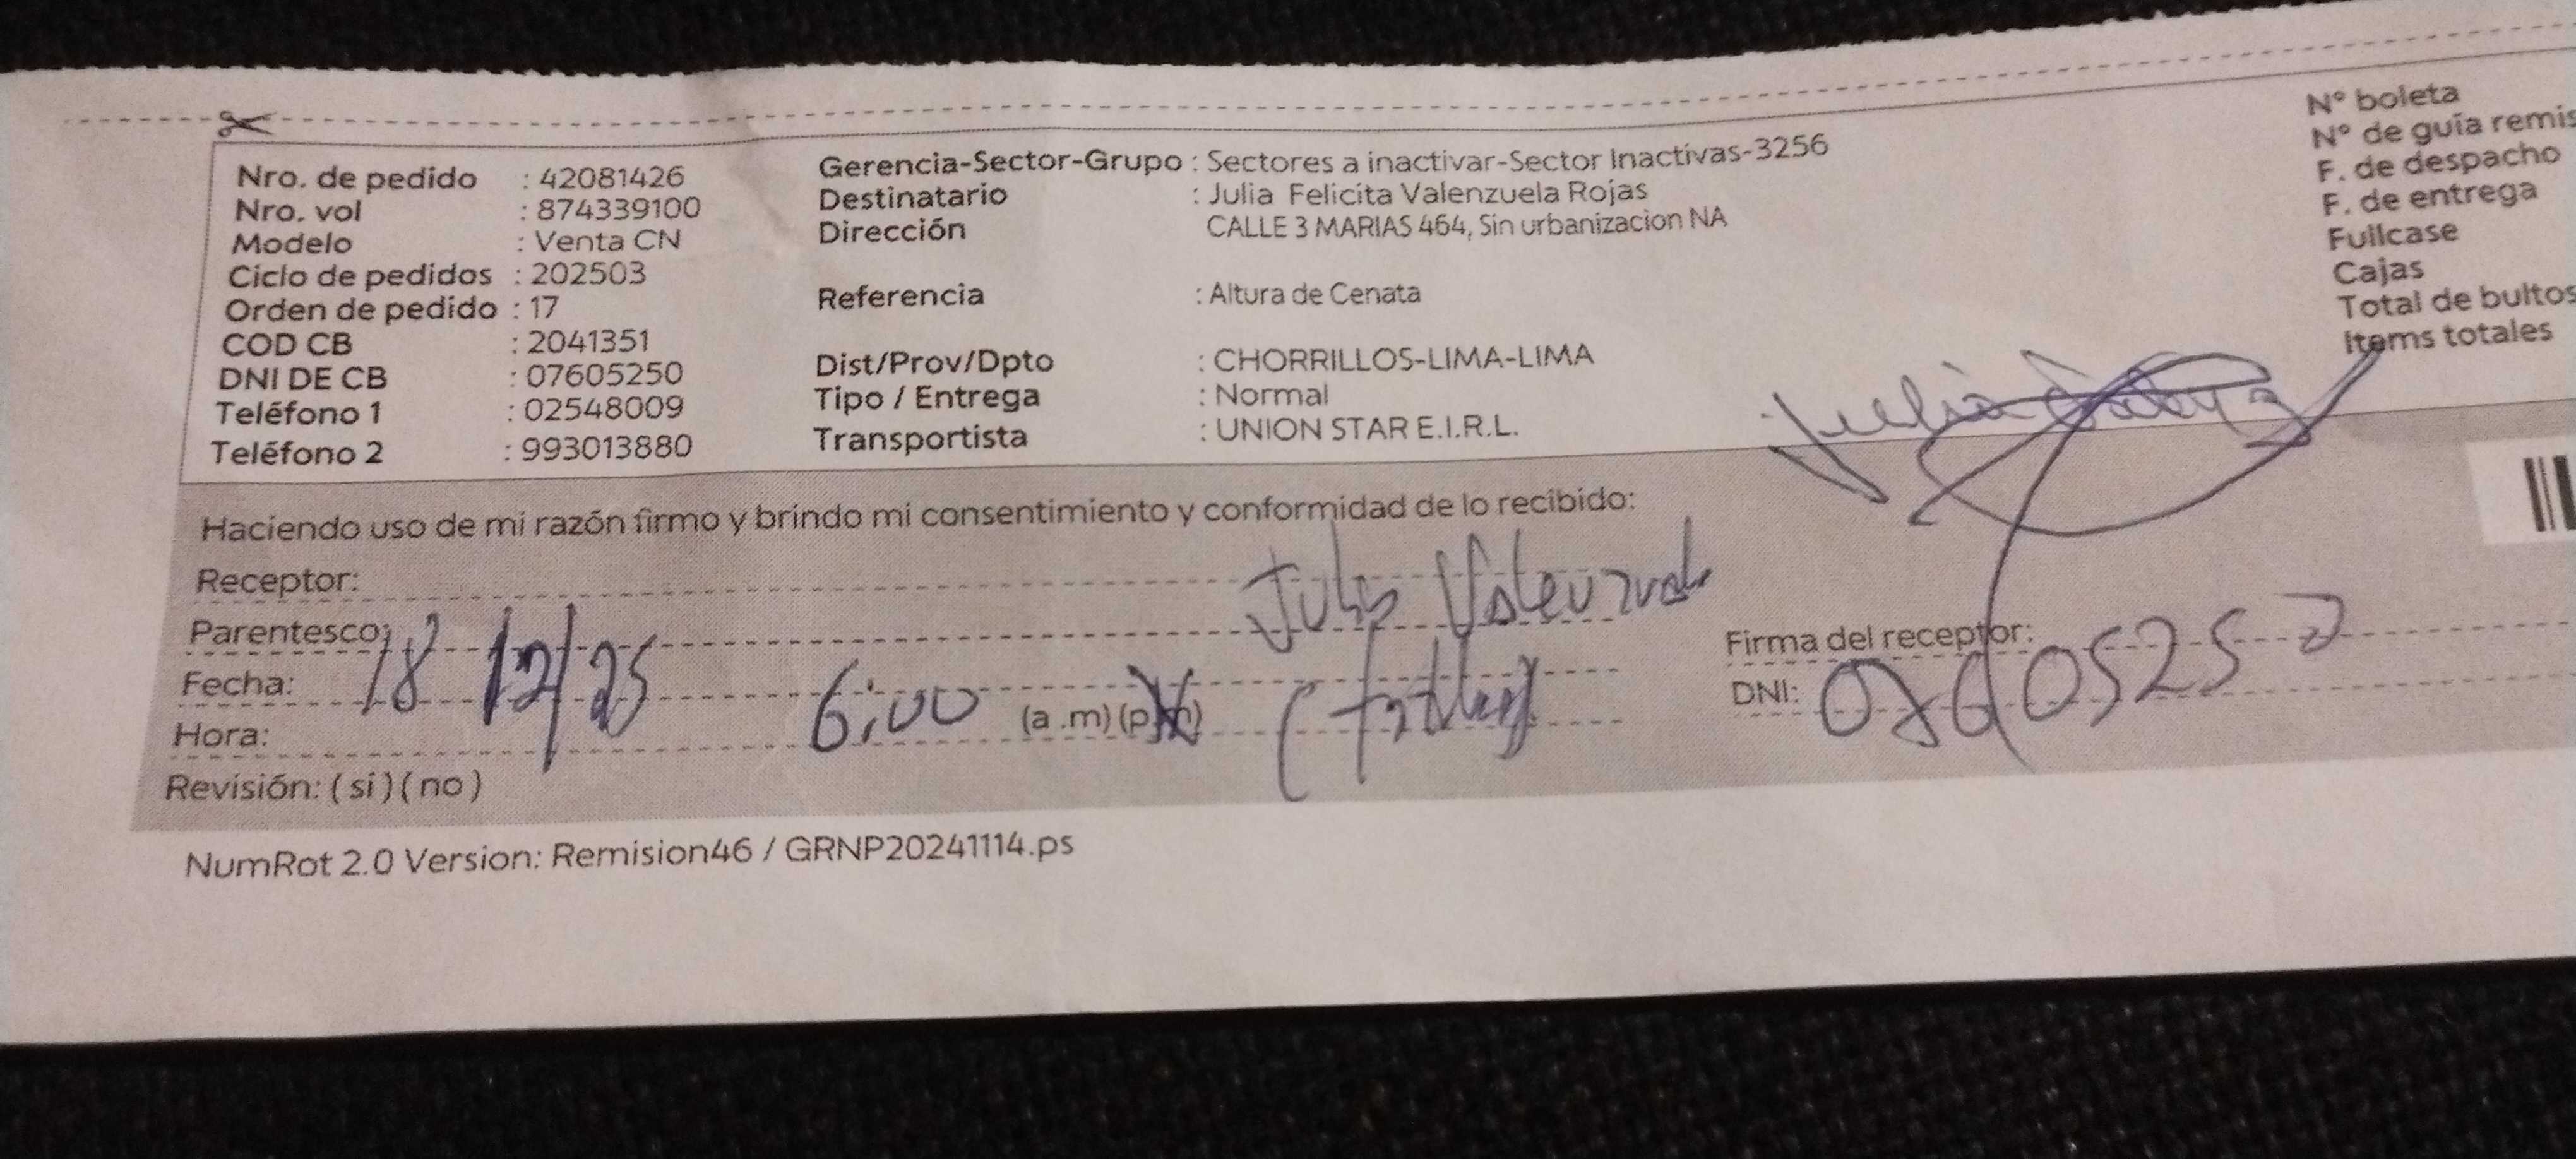 Nro. de pedido : 42081426
Nro. vol : 874339100
Modelo : Venta CN
Ciclo de pedidos : 202503
Orden de pedido : 17
COD CB : 2041351
DNI DE CB : 07605250
Teléfono 1 : 02548009
Teléfono 2 : 993013880
Gerencia-Sector-Grupo : Sectores a inactivar-Sector Inactivas-3256
Destinatario : Julia Felicita Valenzuela Rojas
Dirección CALLE 3 MARIAS 464, Sin urbanizacion NA
Referencia : Altura de Cenata
Dist/Prov/Dpto : CHORRILLOS-LIMA-LIMA
Tipo / Entrega : Normal
Transportista : UNION STAR E.I.R.L.
N° boleta
N° de guía remis
F. de despacho
F. de entrega
Fullcase
Cajas
Total de bultos
Items totales
Haciendo uso de mi razón firmo y brindo mi consentimiento y conformidad de lo recibido:
Receptor: Julia
Parentesco:
Fecha: 18/12/25
Hora: 6:00 (a .m) (p.m)
Revisión: ( si ) ( no )
Firma del receptor:
DNI: 07605250
NumRot 2.0 Version: Remision46 / GRNP20241114.ps